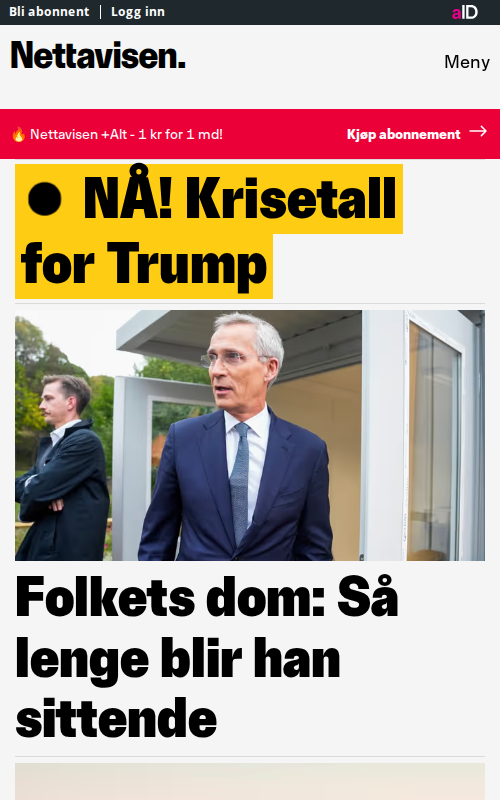 Bli abonnent | Logg inn
aID
Nettavisen.
Meny
🔥 Nettavisen +Alt - 1 kr for 1 md!
Kjøp abonnement →
● NÅ! Krisetall
for Trump
Folkets dom: Så
lenge blir han
sittende